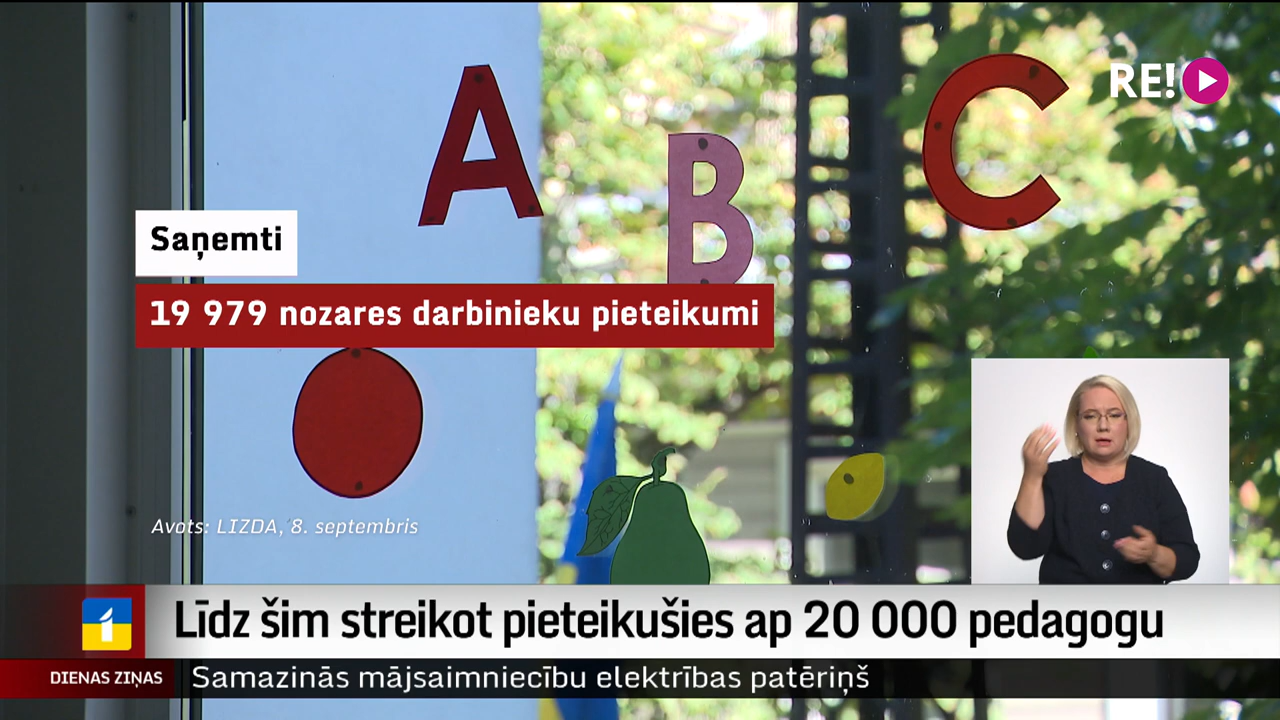 A
B
C
RE!
Saņemti
19 979 nozares darbinieku pieteikumi
Avots: LIZDA, 8. septembris
1
Līdz šim streikot pieteikušies ap 20 000 pedagogu
DIENAS ZIŅAS
Samazinās mājsaimniecību elektrības patēriņš